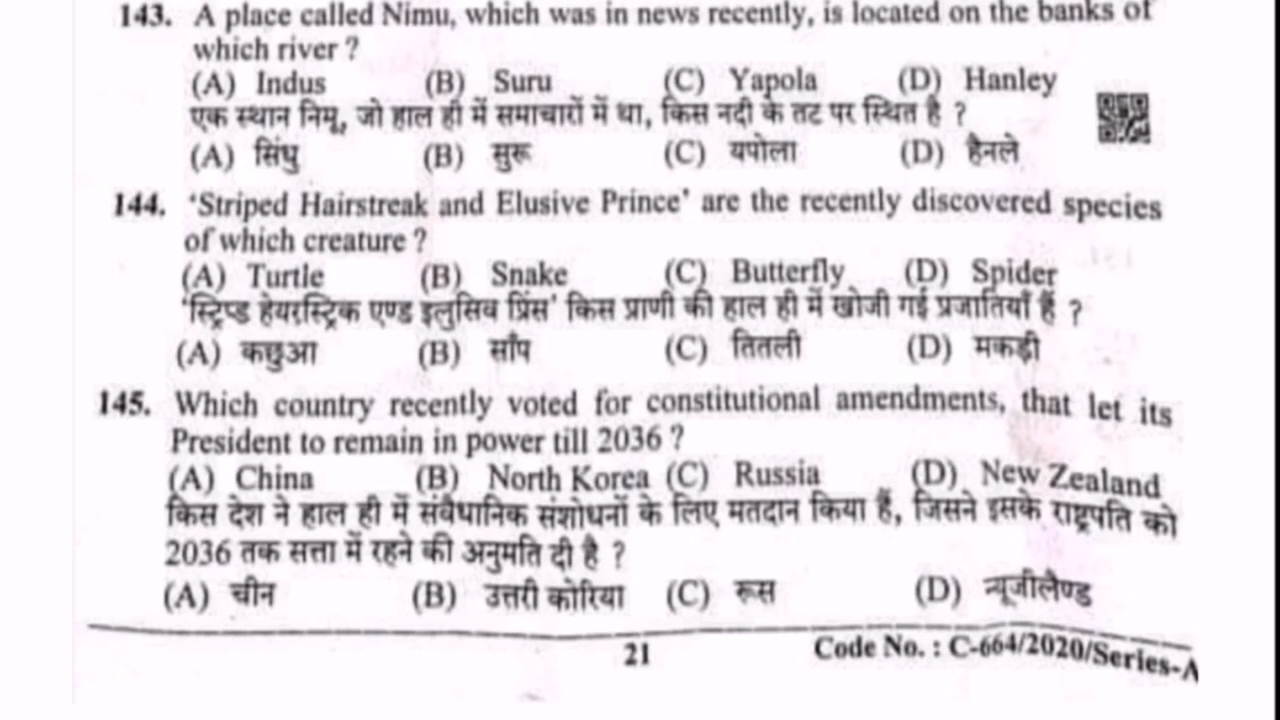 143. A place called Nimu, which was in news recently, is located on the banks of
which river ?
(A) Indus (B) Suru (C) Yapola (D) Hanley
एक स्थान निमू, जो हाल ही में समाचारों में था, किस नदी के तट पर स्थित है ?
(A) सिंधु (B) सुरू (C) यपोला (D) हैनले
144. ‘Striped Hairstreak and Elusive Prince’ are the recently discovered species
of which creature ?
(A) Turtle (B) Snake (C) Butterfly (D) Spider
‘स्ट्रिप्ड हेयरस्ट्रिक एण्ड इलुसिव प्रिंस’ किस प्राणी की हाल ही में खोजी गई प्रजातियाँ हैं ?
(A) कछुआ (B) साँप (C) तितली (D) मकड़ी
145. Which country recently voted for constitutional amendments, that let its
President to remain in power till 2036 ?
(A) China (B) North Korea (C) Russia (D) New Zealand
किस देश ने हाल ही में संवैधानिक संशोधनों के लिए मतदान किया हैं, जिसने इसके राष्ट्रपति को
2036 तक सत्ता में रहने की अनुमति दी है ?
(A) चीन (B) उत्तरी कोरिया (C) रूस (D) न्यूजीलैण्ड
21 Code No. : C-664/2020/Series-A